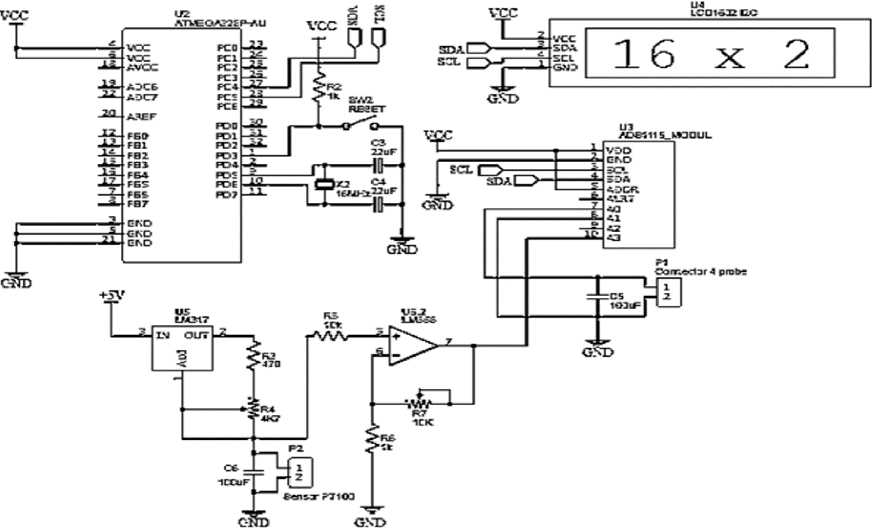 VCC
U2
ATMEGA328P-AU
4 VCC
6 VCC
18 AVCC
19 ADC6
22 ADC7
20 AREF
12 PB0
13 PB1
14 PB2
15 PB3
16 PB4
17 PB5
7 PB6
8 PB7
3 GND
5 GND
21 GND
GND
PC0 23
PC1 24
PC2 25
PC3 26
PC4 27
PC5 28
PC6 29
PD0 30
PD1 31
PD2 32
PD3 1
PD4 2
PD5 9
PD6 10
PD7 11
VCC
SDA
SCL
R2
1K
SW2
RESET
C3
22uF
X2
16MHz
C4
22uF
GND
VCC
U4
LCD1602 I2C
SDA
SCL
2 VCC
3 SDA
4 SCL
1 GND
GND
16 x 2
U3
ADS1115_MODUL
VCC
SCL
SDA
GND
1 VDD
2 GND
3 SCL
4 SDA
5 ADDR
6 ALRT
7 A0
8 A1
9 A2
10 A3
P1
Connector 4 probe
1
2
C5
100uF
GND
+5V
U5
LM317
3 IN OUT 2
Adj
1
R3
470
R4
4K7
R5
10k
U6.2
LM358
5 +
6 -
7
R7
10K
R6
1k
GND
C6
100uF
P2
1
2
Sensor PT100
GND